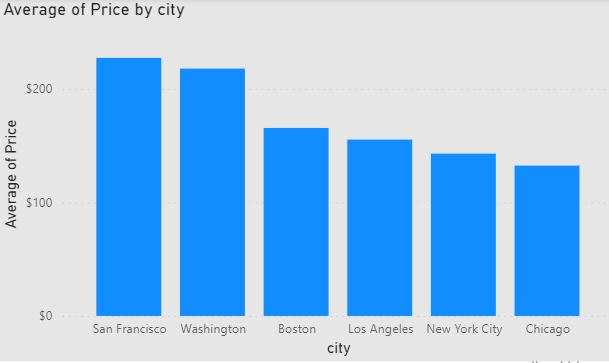 Average of Price by city
Average of Price
$200
$100
$0
San Francisco Washington Boston Los Angeles New York City Chicago
city